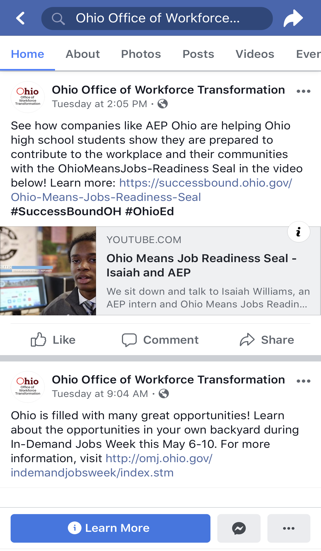 Ohio Office of Workforce...
Home About Photos Posts Videos Even
Ohio Office of Workforce Transformation
Tuesday at 2:05 PM ·
See how companies like AEP Ohio are helping Ohio
high school students show they are prepared to
contribute to the workplace and their communities
with the OhioMeansJobs-Readiness Seal in the video
below! Learn more: https://successbound.ohio.gov/
Ohio-Means-Jobs-Readiness-Seal
#SuccessBoundOH #OhioEd
YOUTUBE.COM
Ohio Means Job Readiness Seal -
Isaiah and AEP
We sit down and talk to Isaiah Williams, an
AEP intern and Ohio Means Jobs Readin...
Like Comment Share
Ohio
Office of
Workforce
Transformation
Ohio Office of Workforce Transformation
Tuesday at 9:04 AM ·
Ohio is filled with many great opportunities! Learn
about the opportunities in your own backyard during
In-Demand Jobs Week this May 6-10. For more
information, visit http://omj.ohio.gov/
indemandjobsweek/index.stm
Learn More